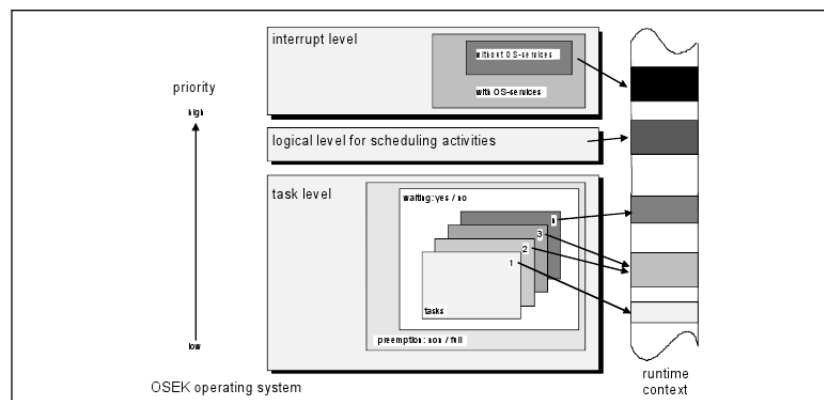 interrupt level
without OS-services
with OS-services
priority
high
logical level for scheduling activities
task level
waiting: yes / no
n
3
2
1
tasks
preemption: non / full
low
OSEK operating system
runtime
context